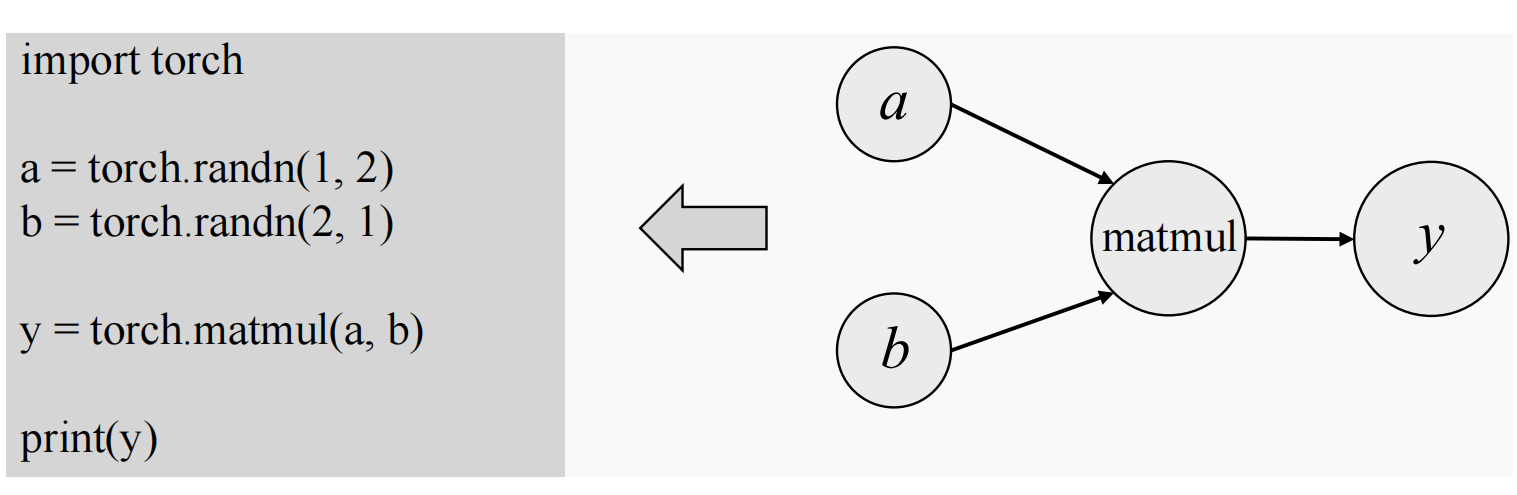 import torch
a = torch.randn(1, 2)
b = torch.randn(2, 1)
y = torch.matmul(a, b)
print(y)
a
b
matmul
y